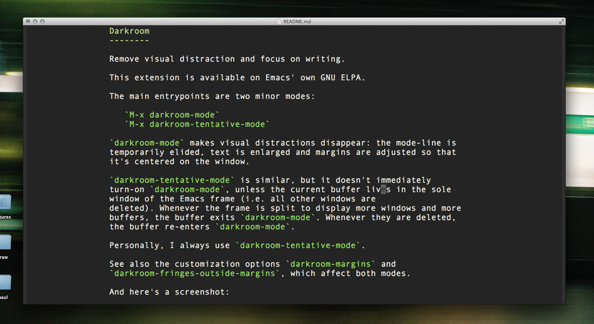 README.md
Darkroom
--------
Remove visual distraction and focus on writing.
This extension is available on Emacs' own GNU ELPA.
The main entrypoints are two minor modes:
`M-x darkroom-mode`
`M-x darkroom-tentative-mode`
`darkroom-mode` makes visual distractions disappear: the mode-line is
temporarily elided, text is enlarged and margins are adjusted so that
it's centered on the window.
`darkroom-tentative-mode` is similar, but it doesn't immediately
turn-on `darkroom-mode`, unless the current buffer lives in the sole
window of the Emacs frame (i.e. all other windows are
deleted). Whenever the frame is split to display more windows and more
buffers, the buffer exits `darkroom-mode`. Whenever they are deleted,
the buffer re-enters `darkroom-mode`.
Personally, I always use `darkroom-tentative-mode`.
See also the customization options `darkroom-margins` and
`darkroom-fringes-outside-margins`, which affect both modes.
And here's a screenshot:
tures
raw